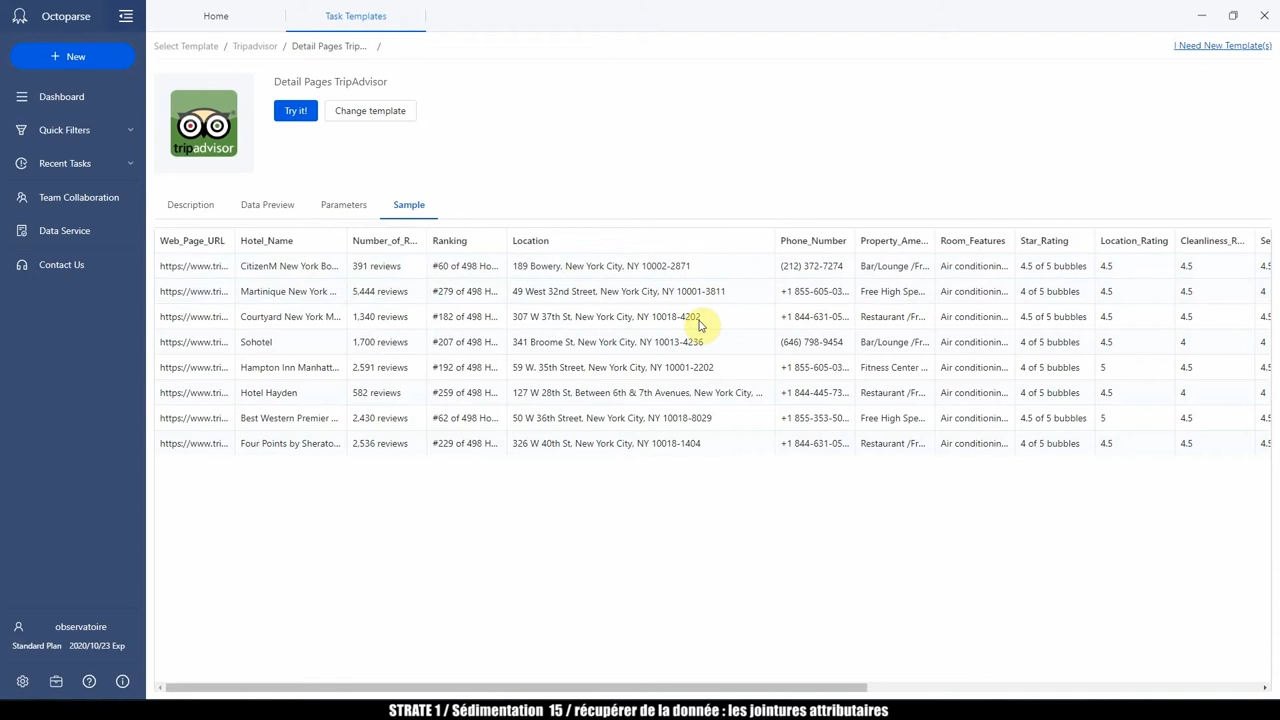 Octoparse
Home
Task Templates
+ New
Select Template / Tripadvisor / Detail Pages Trip... /
I Need New Template(s)
Dashboard
Quick Filters
Recent Tasks
Team Collaboration
Data Service
Contact Us
tripadvisor
Detail Pages TripAdvisor
Try it!
Change template
Description
Data Preview
Parameters
Sample
Web_Page_URL Hotel_Name Number_of_R... Ranking Location Phone_Number Property_Ame... Room_Features Star_Rating Location_Rating Cleanliness_R... Se
https://www.tri... CitizenM New York Bo... 391 reviews #60 of 498 Ho... 189 Bowery, New York City, NY 10002-2871 (212) 372-7274 Bar/Lounge /Fr... Air conditionin... 4.5 of 5 bubbles 4.5 4.5 4.5
https://www.tri... Martinique New York ... 5,444 reviews #279 of 498 H... 49 West 32nd Street, New York City, NY 10001-3811 +1 855-605-03... Free High Spe... Air conditionin... 4 of 5 bubbles 4.5 4.5 4
https://www.tri... Courtyard New York M... 1,340 reviews #182 of 498 H... 307 W 37th St, New York City, NY 10018-4202 +1 844-631-05... Restaurant /Fr... Air conditionin... 4.5 of 5 bubbles 4.5 4.5 4.5
https://www.tri... Sohotel 1,700 reviews #207 of 498 H... 341 Broome St, New York City, NY 10013-4236 (646) 798-9454 Bar/Lounge /Fr... Air conditionin... 4 of 5 bubbles 4.5 4 4
https://www.tri... Hampton Inn Manhatt... 2,591 reviews #192 of 498 H... 59 W. 35th Street, New York City, NY 10001-2202 +1 855-605-03... Fitness Center ... Air conditionin... 4 of 5 bubbles 5 4.5 4.5
https://www.tri... Hotel Hayden 582 reviews #259 of 498 H... 127 W 28th St, Between 6th & 7th Avenues, New York City, ... +1 844-445-73... Restaurant /Fr... Air conditionin... 4 of 5 bubbles 4.5 4 4
https://www.tri... Best Western Premier ... 2,430 reviews #62 of 498 Ho... 50 W 36th Street, New York City, NY 10018-8029 +1 855-353-50... Free High Spe... Air conditionin... 4.5 of 5 bubbles 5 4.5 4.5
https://www.tri... Four Points by Sherato... 2,536 reviews #229 of 498 H... 326 W 40th St, New York City, NY 10018-1404 +1 844-631-05... Restaurant /Fr... Air conditionin... 4 of 5 bubbles 4.5 4.5 4.5
observatoire
Standard Plan 2020/10/23 Exp
STRATE 1 / Sédimentation 15 / récupérer de la donnée : les jointures attributaires